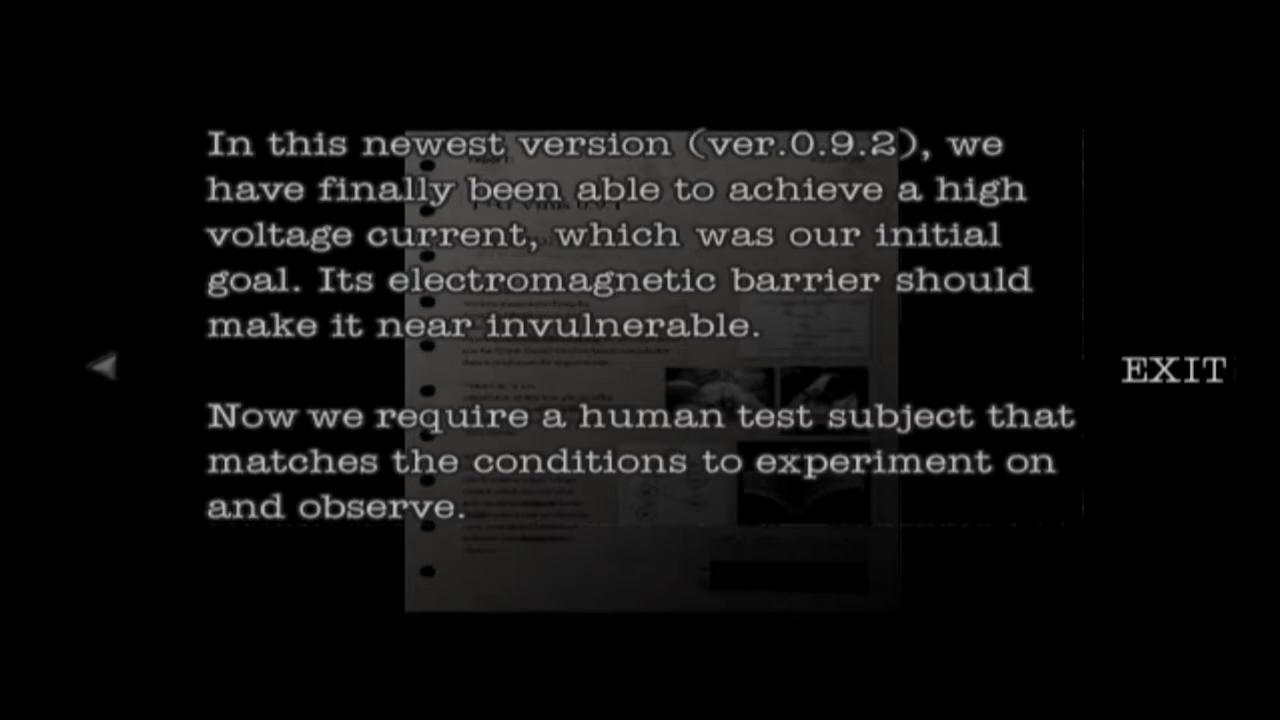 In this newest version (ver.0.9.2), we
have finally been able to achieve a high
voltage current, which was our initial
goal. Its electromagnetic barrier should
make it near invulnerable.
EXIT
Now we require a human test subject that
matches the conditions to experiment on
and observe.